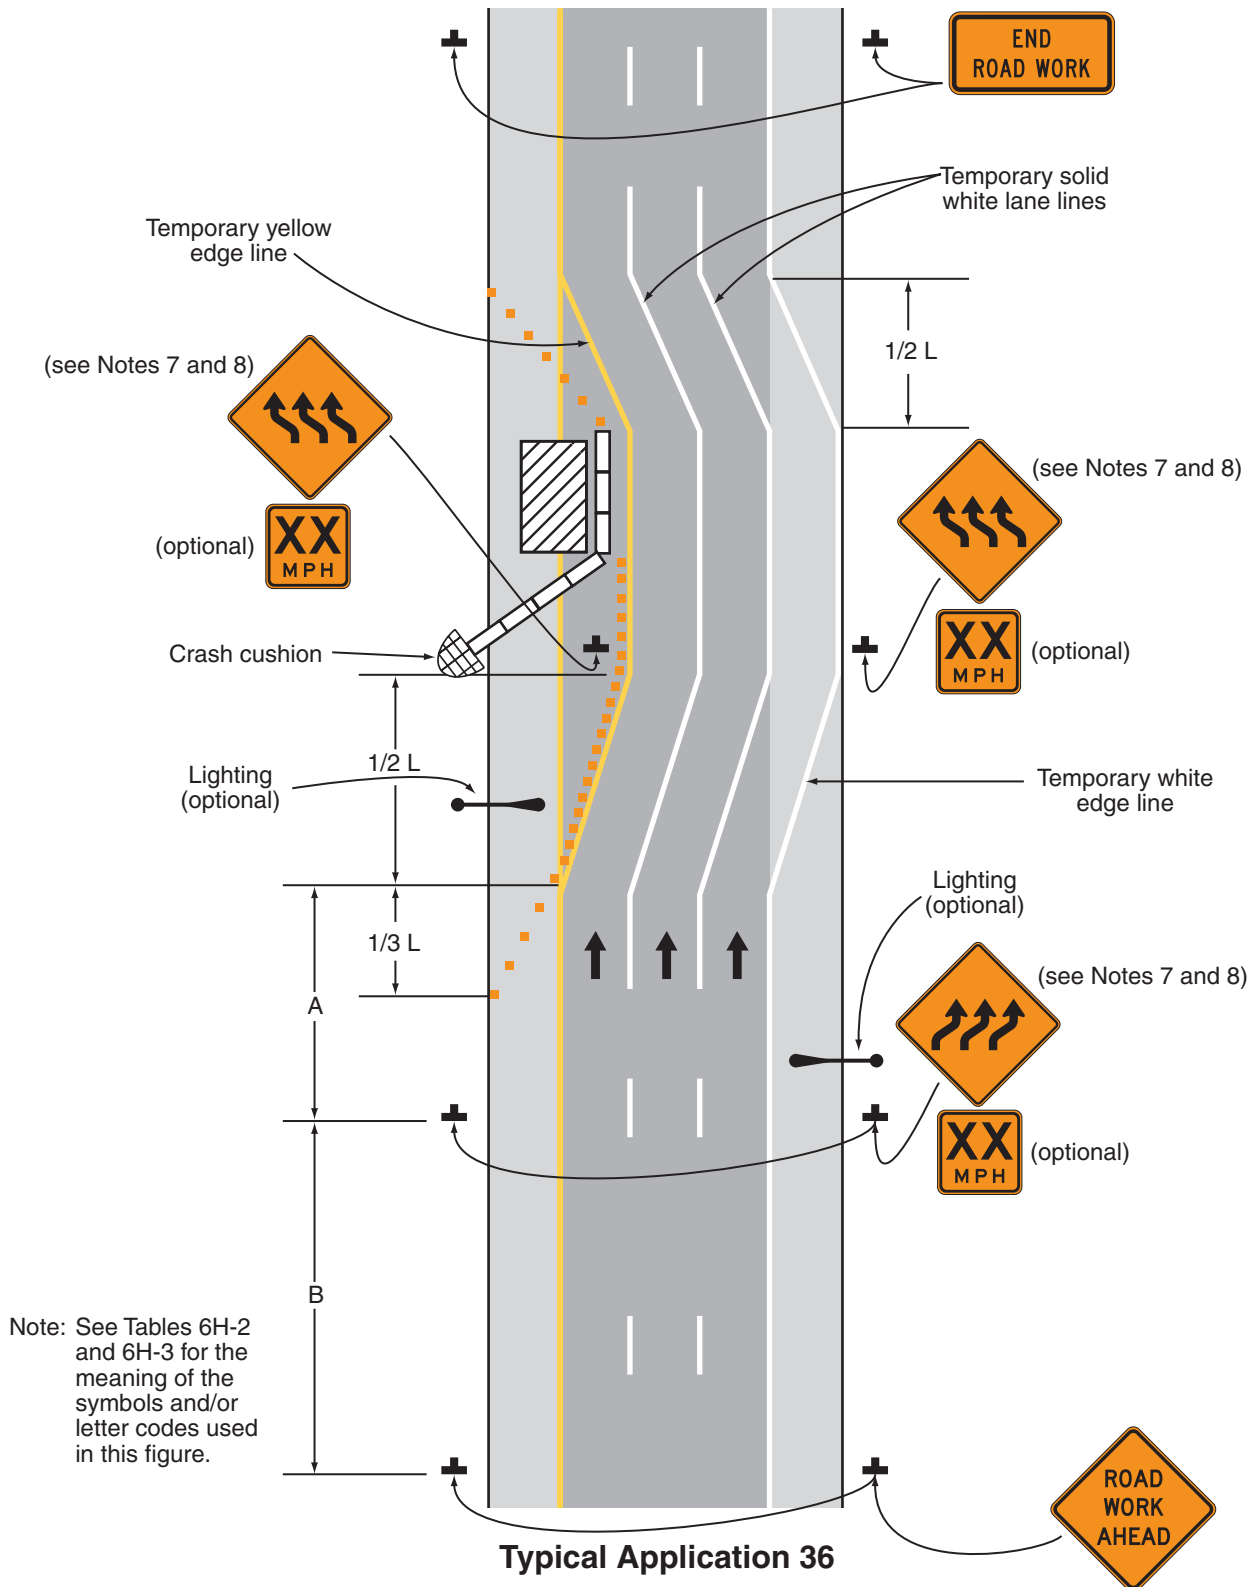 END
ROAD WORK
Temporary solid
white lane lines
Temporary yellow
edge line
1/2 L
(see Notes 7 and 8)
(see Notes 7 and 8)
XX
MPH
(optional)
XX
MPH
(optional)
Crash cushion
1/2 L
Lighting
(optional)
Temporary white
edge line
Lighting
(optional)
1/3 L
(see Notes 7 and 8)
A
XX
MPH
(optional)
B
Note: See Tables 6H-2
and 6H-3 for the
meaning of the
symbols and/or
letter codes used
in this figure.
ROAD
WORK
AHEAD
Typical Application 36